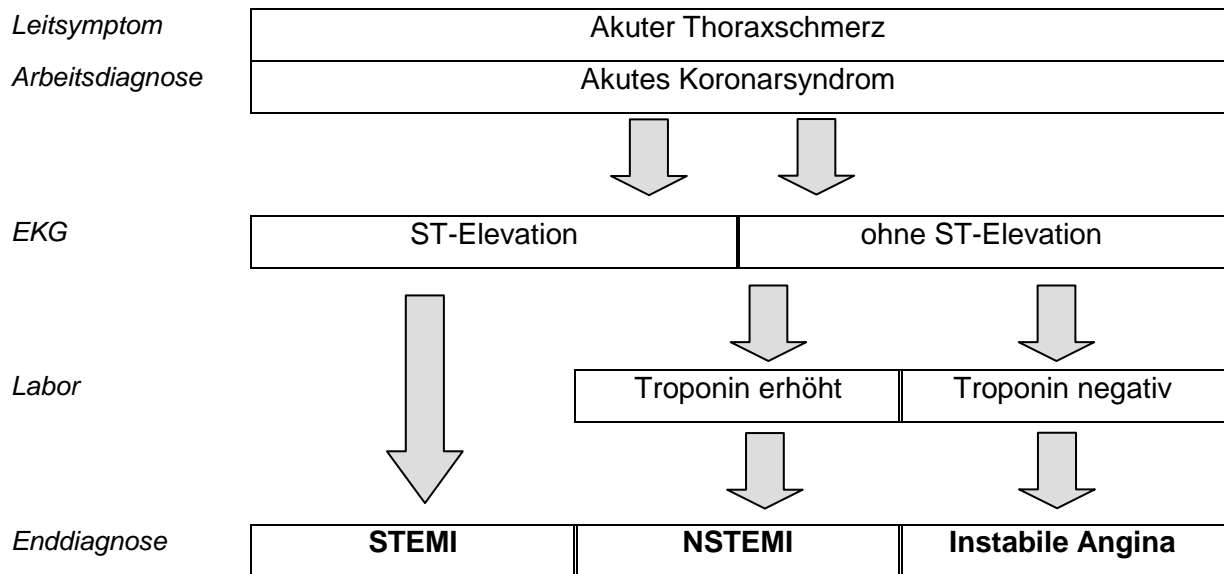 Leitsymptom Akuter Thoraxschmerz
Arbeitsdiagnose Akutes Koronarsyndrom
EKG ST-Elevation ohne ST-Elevation
Labor Troponin erhöht Troponin negativ
Enddiagnose STEMI NSTEMI Instabile Angina